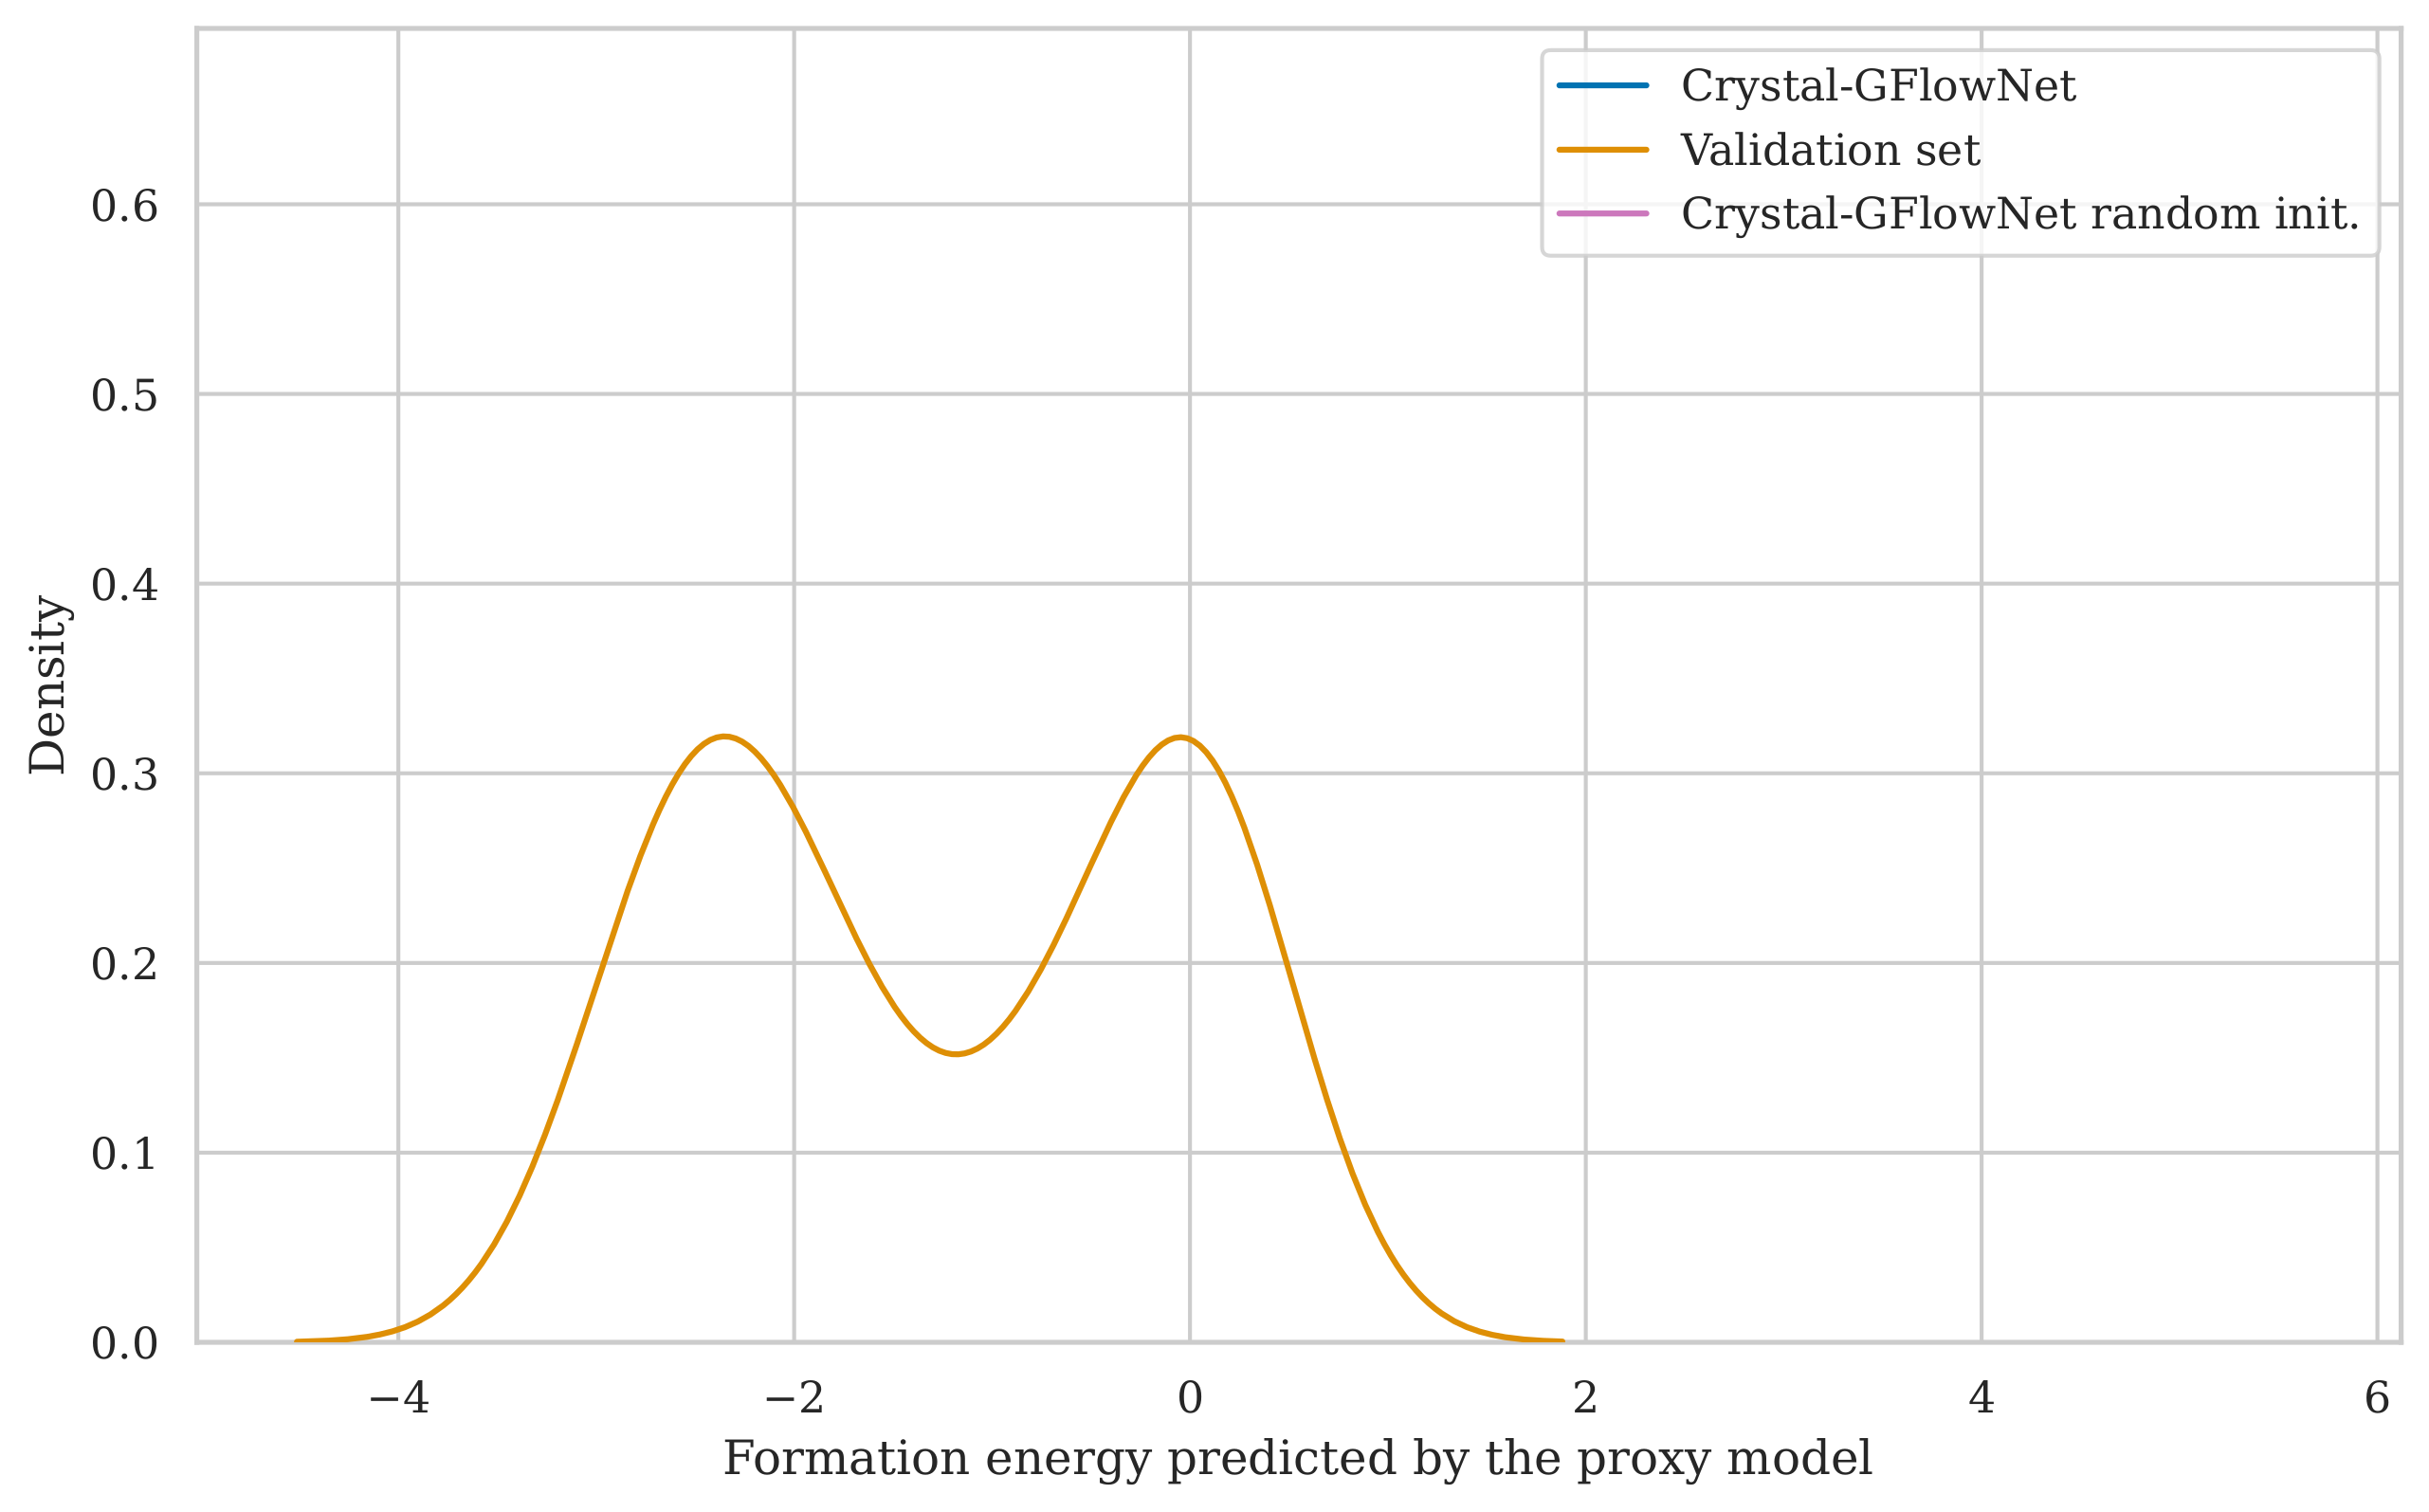 Crystal-GFlowNet
Validation set
Crystal-GFlowNet random init.
0.6
0.5
0.4
0.3
0.2
0.1
0.0
Density
−4 −2 0 2 4 6
Formation energy predicted by the proxy model